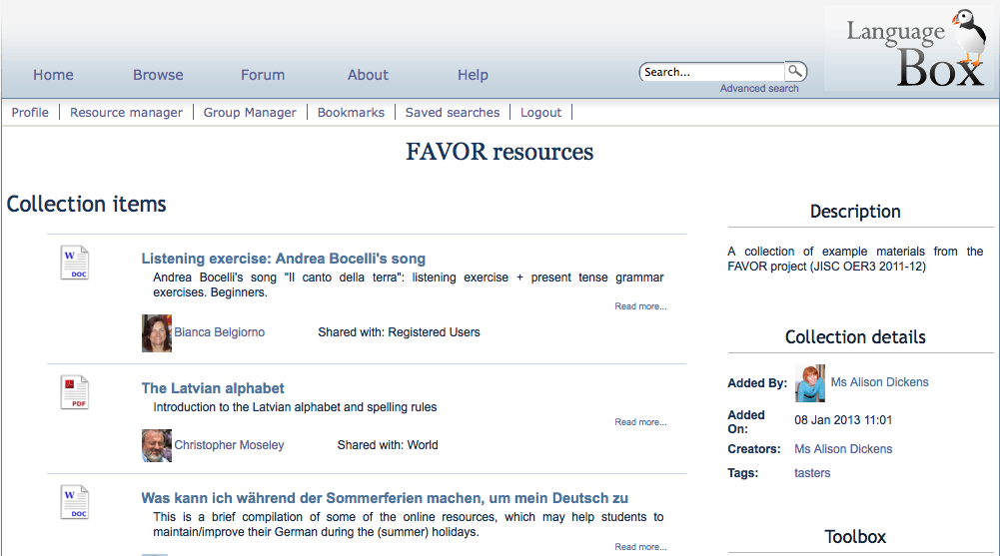 Language
Box
Home Browse Forum About Help
Search...
Advanced search
Profile Resource manager Group Manager Bookmarks Saved searches Logout
FAVOR resources
Collection items
W
DOC
Listening exercise: Andrea Bocelli's song
Andrea Bocelli's song "Il canto della terra": listening exercise + present tense grammar
exercises. Beginners.
Read more...
Bianca Belgiorno Shared with: Registered Users
PDF
The Latvian alphabet
Introduction to the Latvian alphabet and spelling rules
Read more...
Christopher Moseley Shared with: World
W
DOC
Was kann ich während der Sommerferien machen, um mein Deutsch zu
This is a brief compilation of some of the online resources, which may help students to
maintain/improve their German during the (summer) holidays.
Read more...
Description
A collection of example materials from the
FAVOR project (JISC OER3 2011-12)
Collection details
Added By: Ms Alison Dickens
Added
On: 08 Jan 2013 11:01
Creators: Ms Alison Dickens
Tags: tasters
Toolbox